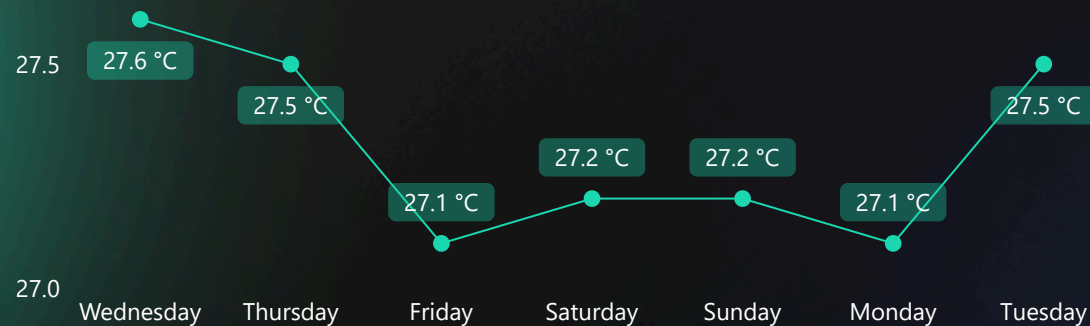 27.6 °C
27.5
27.5 °C
27.5 °C
27.2 °C
27.2 °C
27.1 °C
27.1 °C
27.0
Wednesday
Thursday
Friday
Saturday
Sunday
Monday
Tuesday